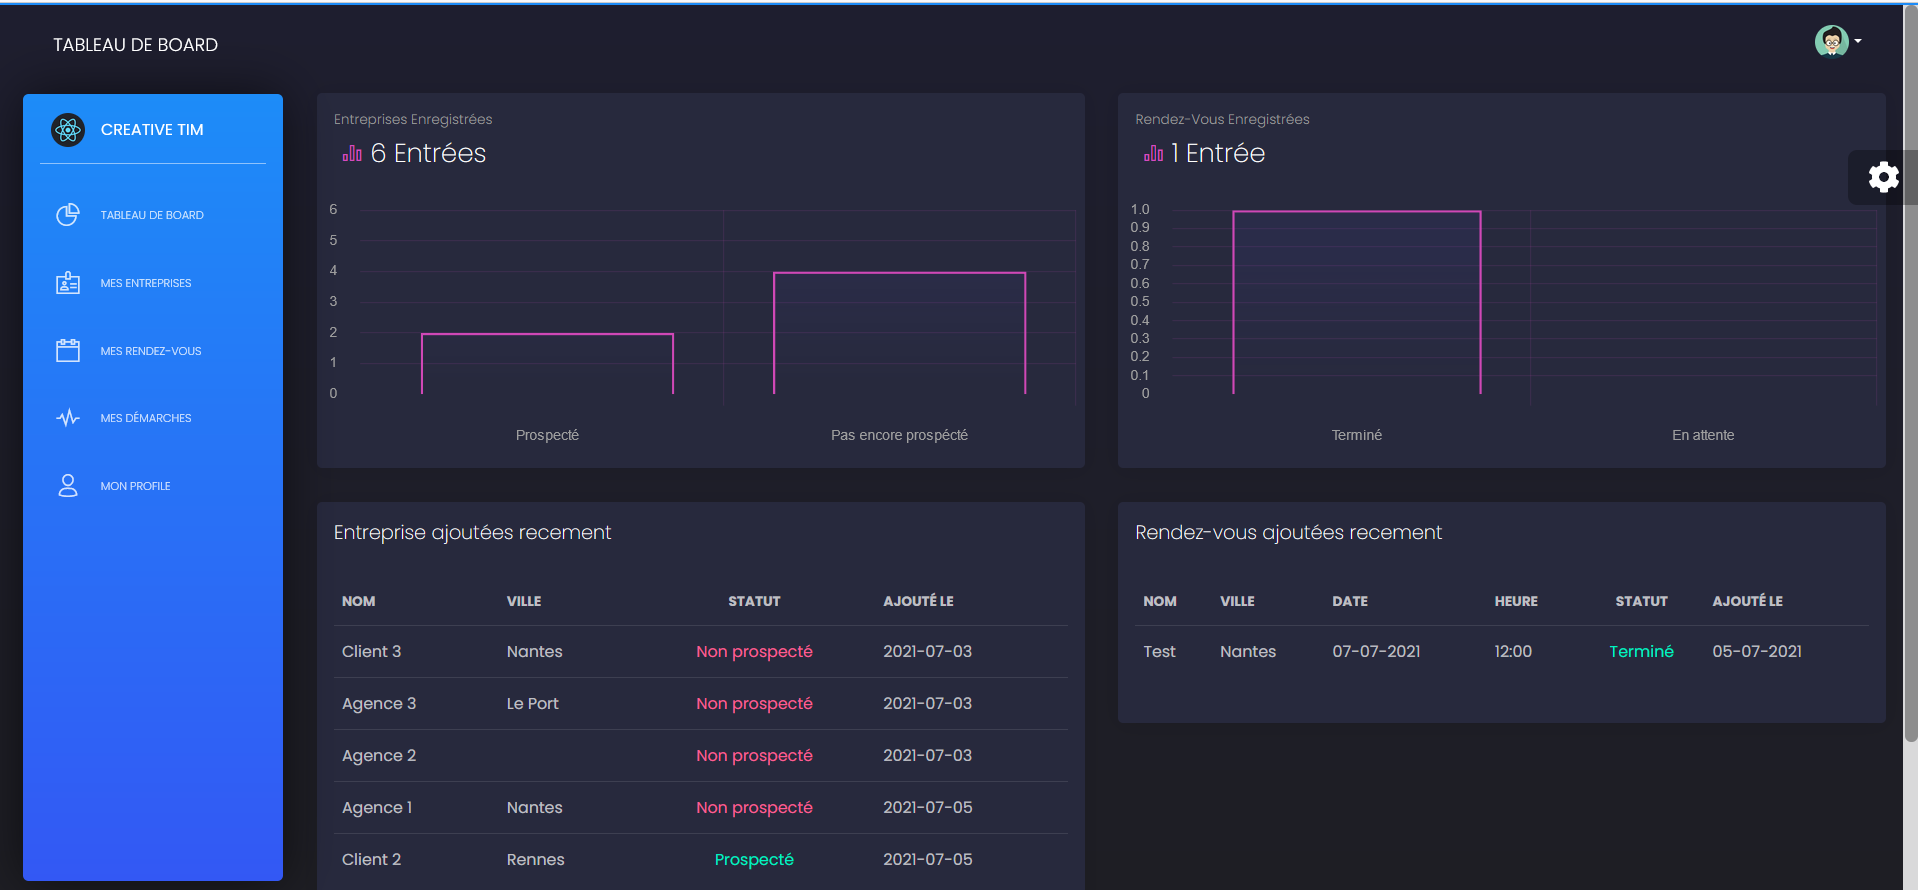 TABLEAU DE BOARD
CREATIVE TIM
TABLEAU DE BOARD
MES ENTREPRISES
MES RENDEZ-VOUS
MES DÉMARCHES
MON PROFILE
Entreprises Enregistrées
6 Entrées
6
5
4
3
2
1
0
Prospecté Pas encore prospécté
Rendez-Vous Enregistrées
1 Entrée
1.0
0.9
0.8
0.7
0.6
0.5
0.4
0.3
0.2
0.1
0
Terminé En attente
Entreprise ajoutées recement
NOM VILLE STATUT AJOUTÉ LE
Client 3 Nantes Non prospecté 2021-07-03
Agence 3 Le Port Non prospecté 2021-07-03
Agence 2 Non prospecté 2021-07-03
Agence 1 Nantes Non prospecté 2021-07-05
Client 2 Rennes Prospecté 2021-07-05
Rendez-vous ajoutées recement
NOM VILLE DATE HEURE STATUT AJOUTÉ LE
Test Nantes 07-07-2021 12:00 Terminé 05-07-2021